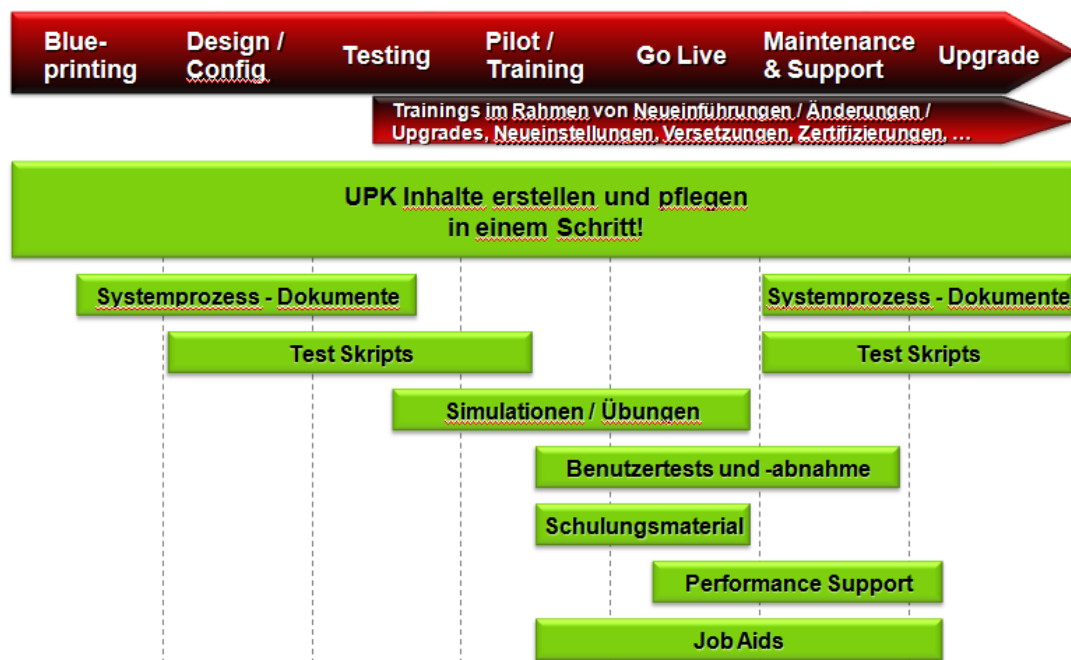 Blue-
printing
Design /
Config
Testing
Pilot /
Training
Go Live
Maintenance
& Support
Upgrade
Trainings im Rahmen von Neueinführungen / Änderungen /
Upgrades, Neueinstellungen, Versetzungen, Zertifizierungen, ...
UPK Inhalte erstellen und pflegen
in einem Schritt!
Systemprozess - Dokumente
Systemprozess - Dokumente
Test Skripts
Test Skripts
Simulationen / Übungen
Benutzertests und -abnahme
Schulungsmaterial
Performance Support
Job Aids